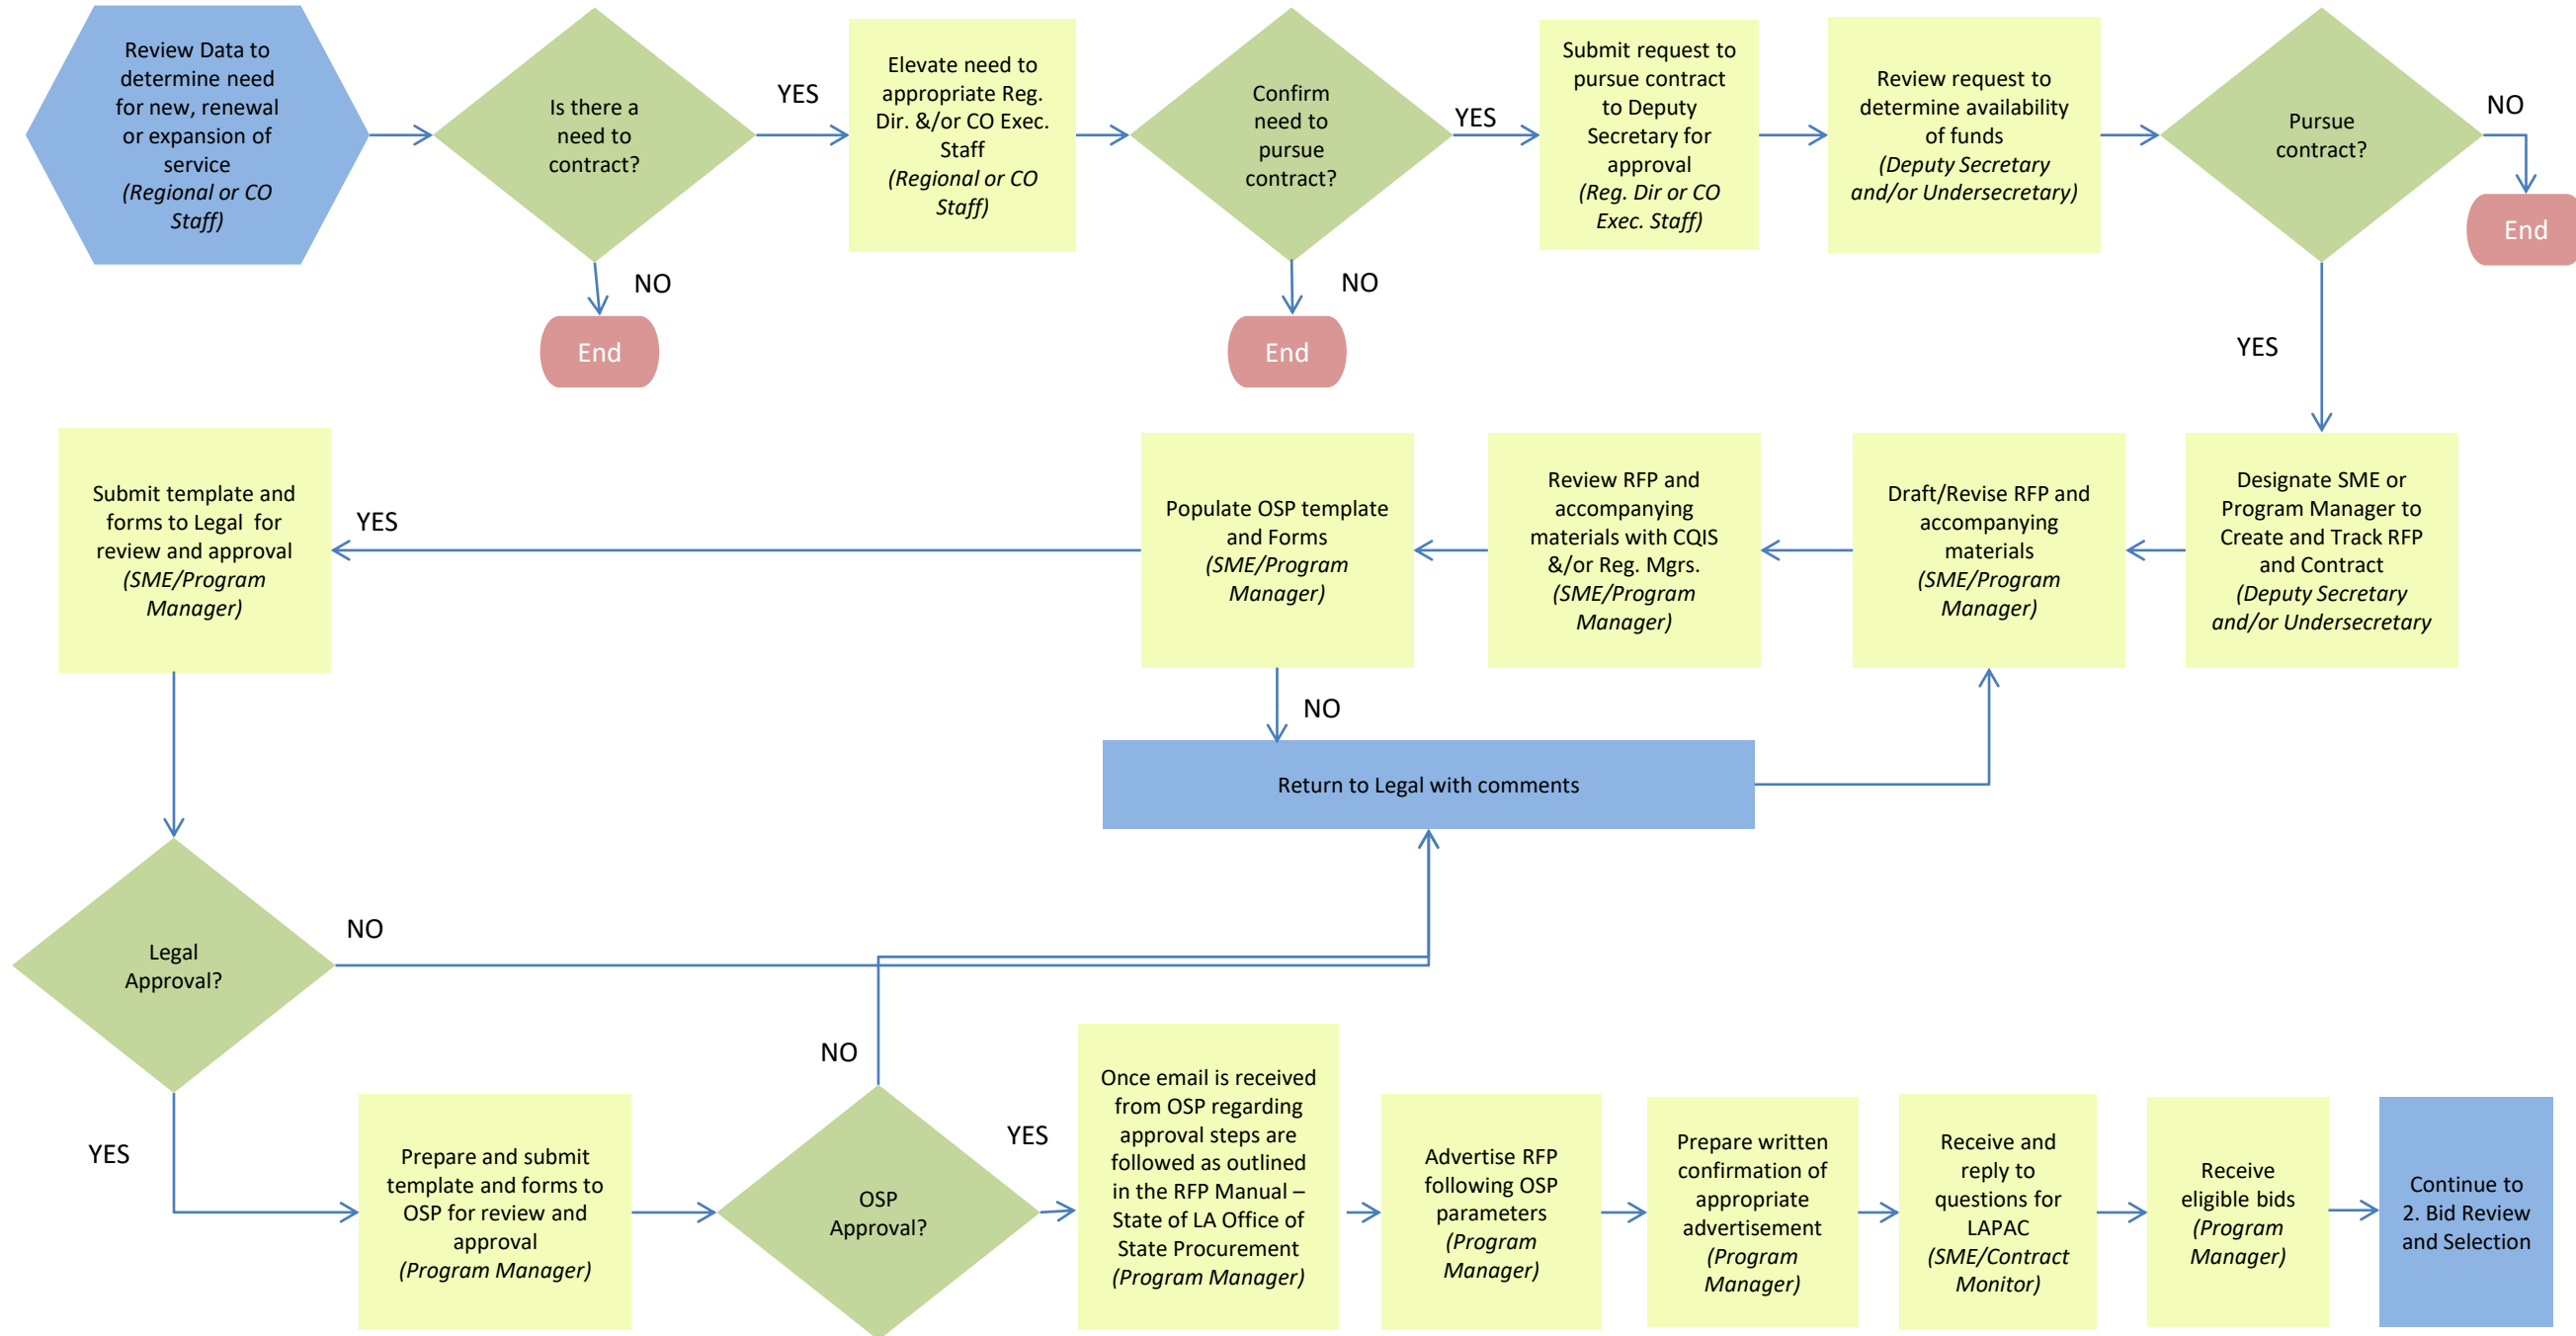 Review Data to
determine need
for new, renewal
or expansion of
service
(Regional or CO
Staff)
Is there a
need to
contract?
YES
NO
End
Elevate need to
appropriate Reg.
Dir. &/or CO Exec.
Staff
(Regional or CO
Staff)
Confirm
need to
pursue
contract?
YES
NO
End
Submit request to
pursue contract
to Deputy
Secretary for
approval
(Reg. Dir or CO
Exec. Staff)
Review request to
determine availability
of funds
(Deputy Secretary
and/or Undersecretary)
Pursue
contract?
NO
End
YES
Designate SME or
Program Manager to
Create and Track RFP
and Contract
(Deputy Secretary
and/or Undersecretary
Draft/Revise RFP and
accompanying
materials
(SME/Program
Manager)
Review RFP and
accompanying
materials with CQIS
&/or Reg. Mgrs.
(SME/Program
Manager)
Populate OSP template
and Forms
(SME/Program
Manager)
YES
NO
Submit template and
forms to Legal  for
review and approval
(SME/Program
Manager)
Return to Legal with comments
Legal
Approval?
NO
YES
Prepare and submit
template and forms to
OSP for review and
approval
(Program Manager)
OSP
Approval?
NO
YES
Once email is received
from OSP regarding
approval steps are
followed as outlined
in the RFP Manual –
State of LA Office of
State Procurement
(Program Manager)
Advertise RFP
following OSP
parameters
(Program
Manager)
Prepare written
confirmation of
appropriate
advertisement
(Program
Manager)
Receive and
reply to
questions for
LAPAC
(SME/Contract
Monitor)
Receive
eligible bids
(Program
Manager)
Continue to
2. Bid Review
and Selection